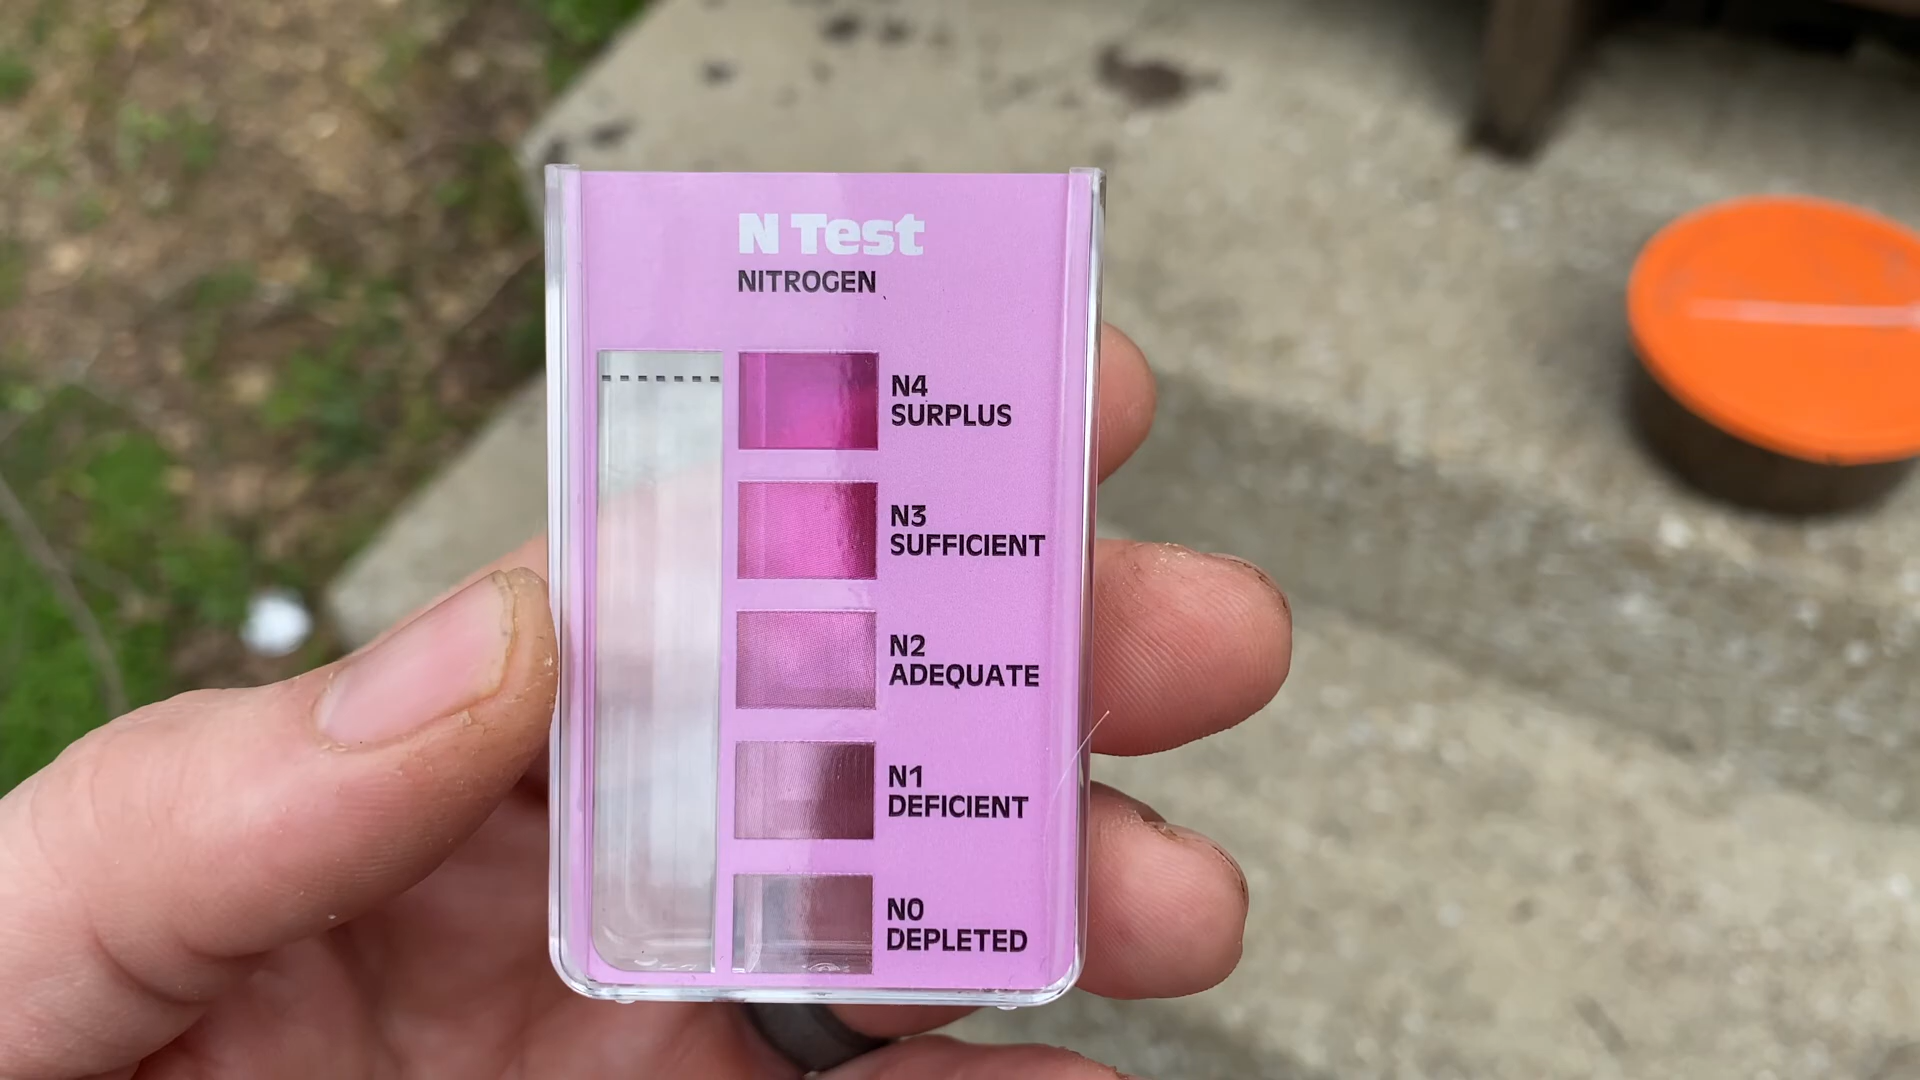 N Test
NITROGEN
N4
SURPLUS
N3
SUFFICIENT
N2
ADEQUATE
N1
DEFICIENT
N0
DEPLETED